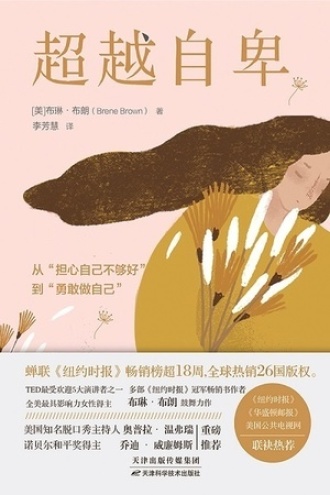 超越自卑
[美]布琳·布朗（Brene Brown） 著
李芳慧 译
从“担心自己不够好”
到“勇敢做自己”
蝉联《纽约时报》畅销榜超18周,全球热销26国版权。
TED最受欢迎5大演讲者之一 多部《纽约时报》冠军畅销书作者
全美最具影响力女性得主 布琳·布朗 鼓舞力作
美国知名脱口秀主持人 奥普拉·温弗瑞 重磅
诺贝尔和平奖得主 乔迪·威廉姆斯 推荐
《纽约时报》
《华盛顿邮报》
美国公共电视网
联袂热荐
天津出版传媒集团
天津科学技术出版社